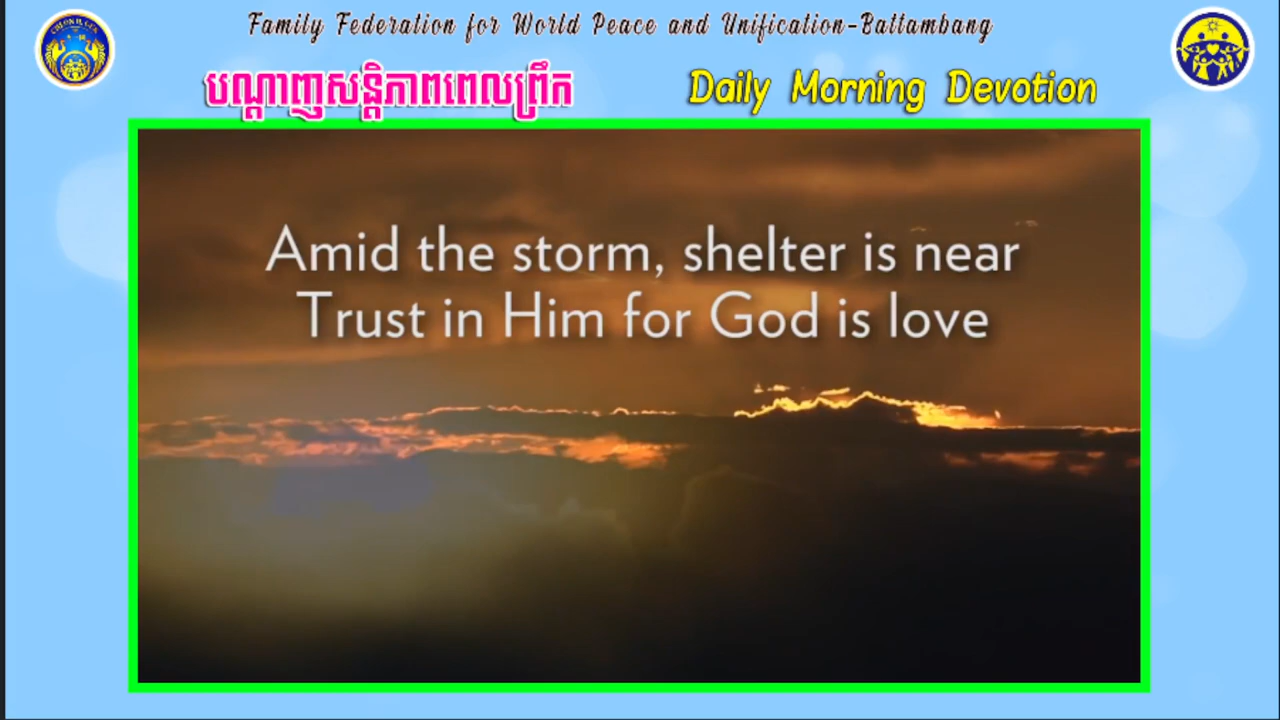 Family Federation for World Peace and Unification-Battambang
បណ្តាញសន្តិភាពពេលព្រឹក
Daily Morning Devotion
Amid the storm, shelter is near
Trust in Him for God is love